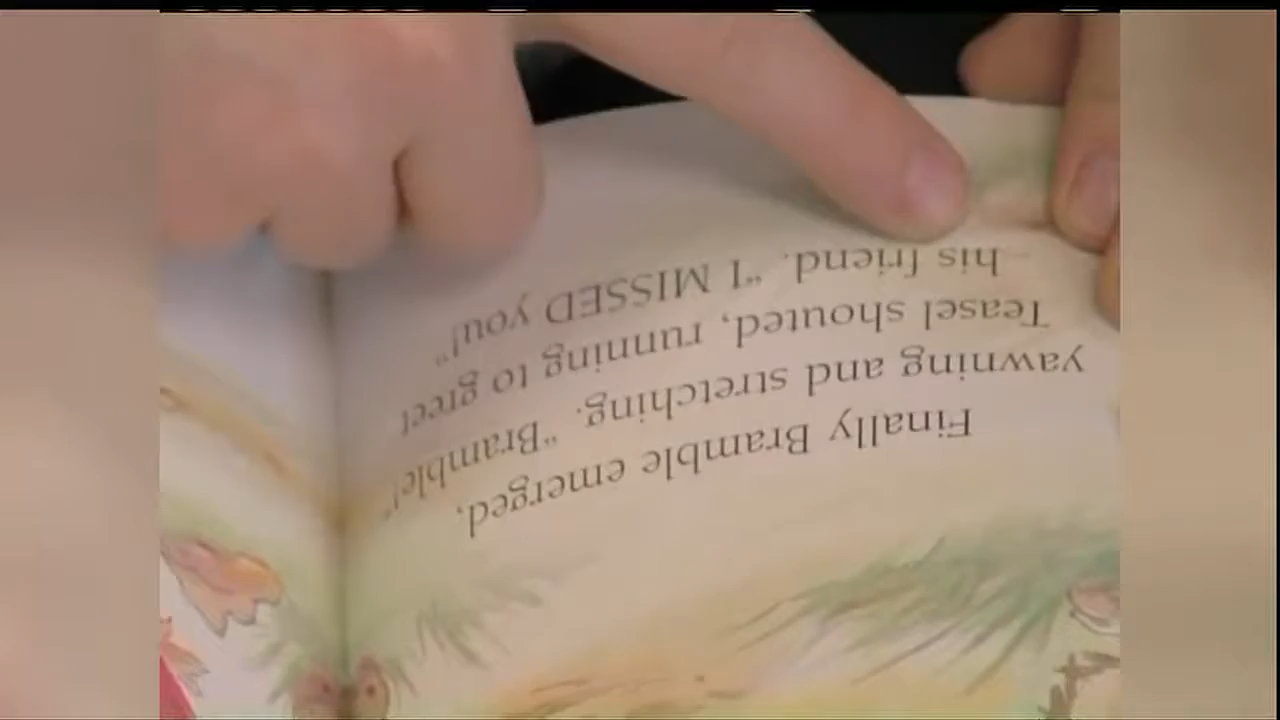 Finally Bramble emerged,
yawning and stretching. "Bramble!"
Teasel shouted, running to greet
his friend. "I MISSED you!"